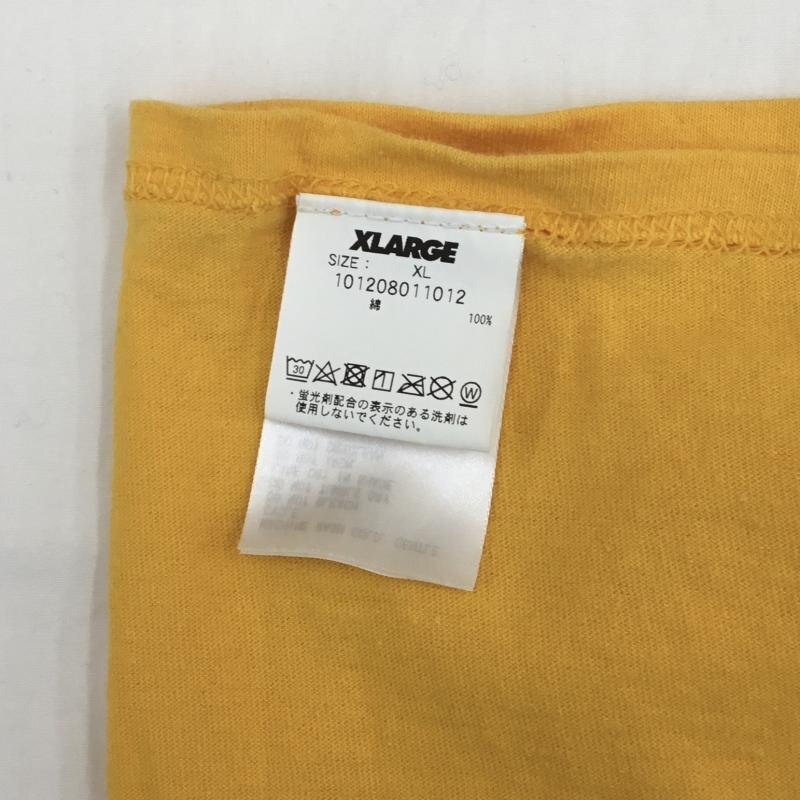 XLARGE
SIZE : XL
101208011012
綿 100%
30 W
・蛍光剤配合の表示のある洗剤は
使用しないでください。